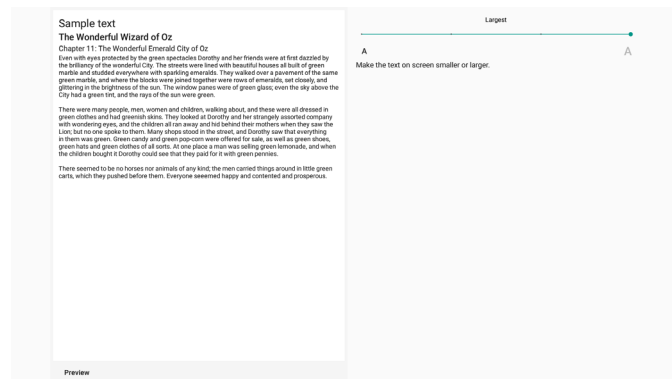 Sample text
The Wonderful Wizard of Oz
Chapter 11: The Wonderful Emerald City of Oz
Even with eyes protected by the green spectacles Dorothy and her friends were at first dazzled by
the brilliancy of the wonderful City. The streets were lined with beautiful houses all built of green
marble and studded everywhere with sparkling emeralds. They walked over a pavement of the same
green marble, and where the blocks were joined together were rows of emeralds, set closely, and
glittering in the brightness of the sun. The window panes were of green glass; even the sky above the
City had a green tint, and the rays of the sun were green.
There were many people, men, women and children, walking about, and these were all dressed in
green clothes and had greenish skins. They looked at Dorothy and her strangely assorted company
with wondering eyes, and the children all ran away and hid behind their mothers when they saw the
Lion; but no one spoke to them. Many shops stood in the street, and Dorothy saw that everything
in them was green. Green candy and green pop-corn were offered for sale, as well as green shoes,
green hats and green clothes of all sorts. At one place a man was selling green lemonade, and when
the children bought it Dorothy could see that they paid for it with green pennies.
There seemed to be no horses nor animals of any kind; the men carried things around in little green
carts, which they pushed before them. Everyone seeemed happy and contented and prosperous.
Preview
Largest
A A
Make the text on screen smaller or larger.